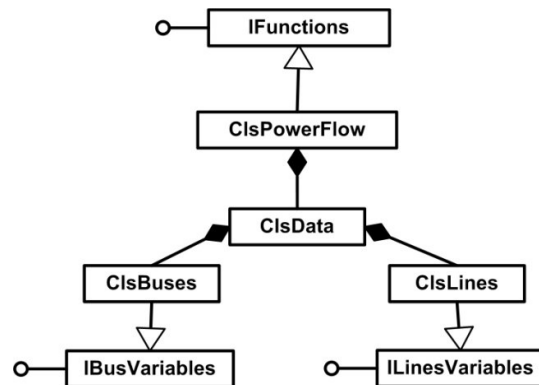 IFunctions
ClsPowerFlow
ClsData
ClsBuses
ClsLines
IBusVariables
ILinesVariables